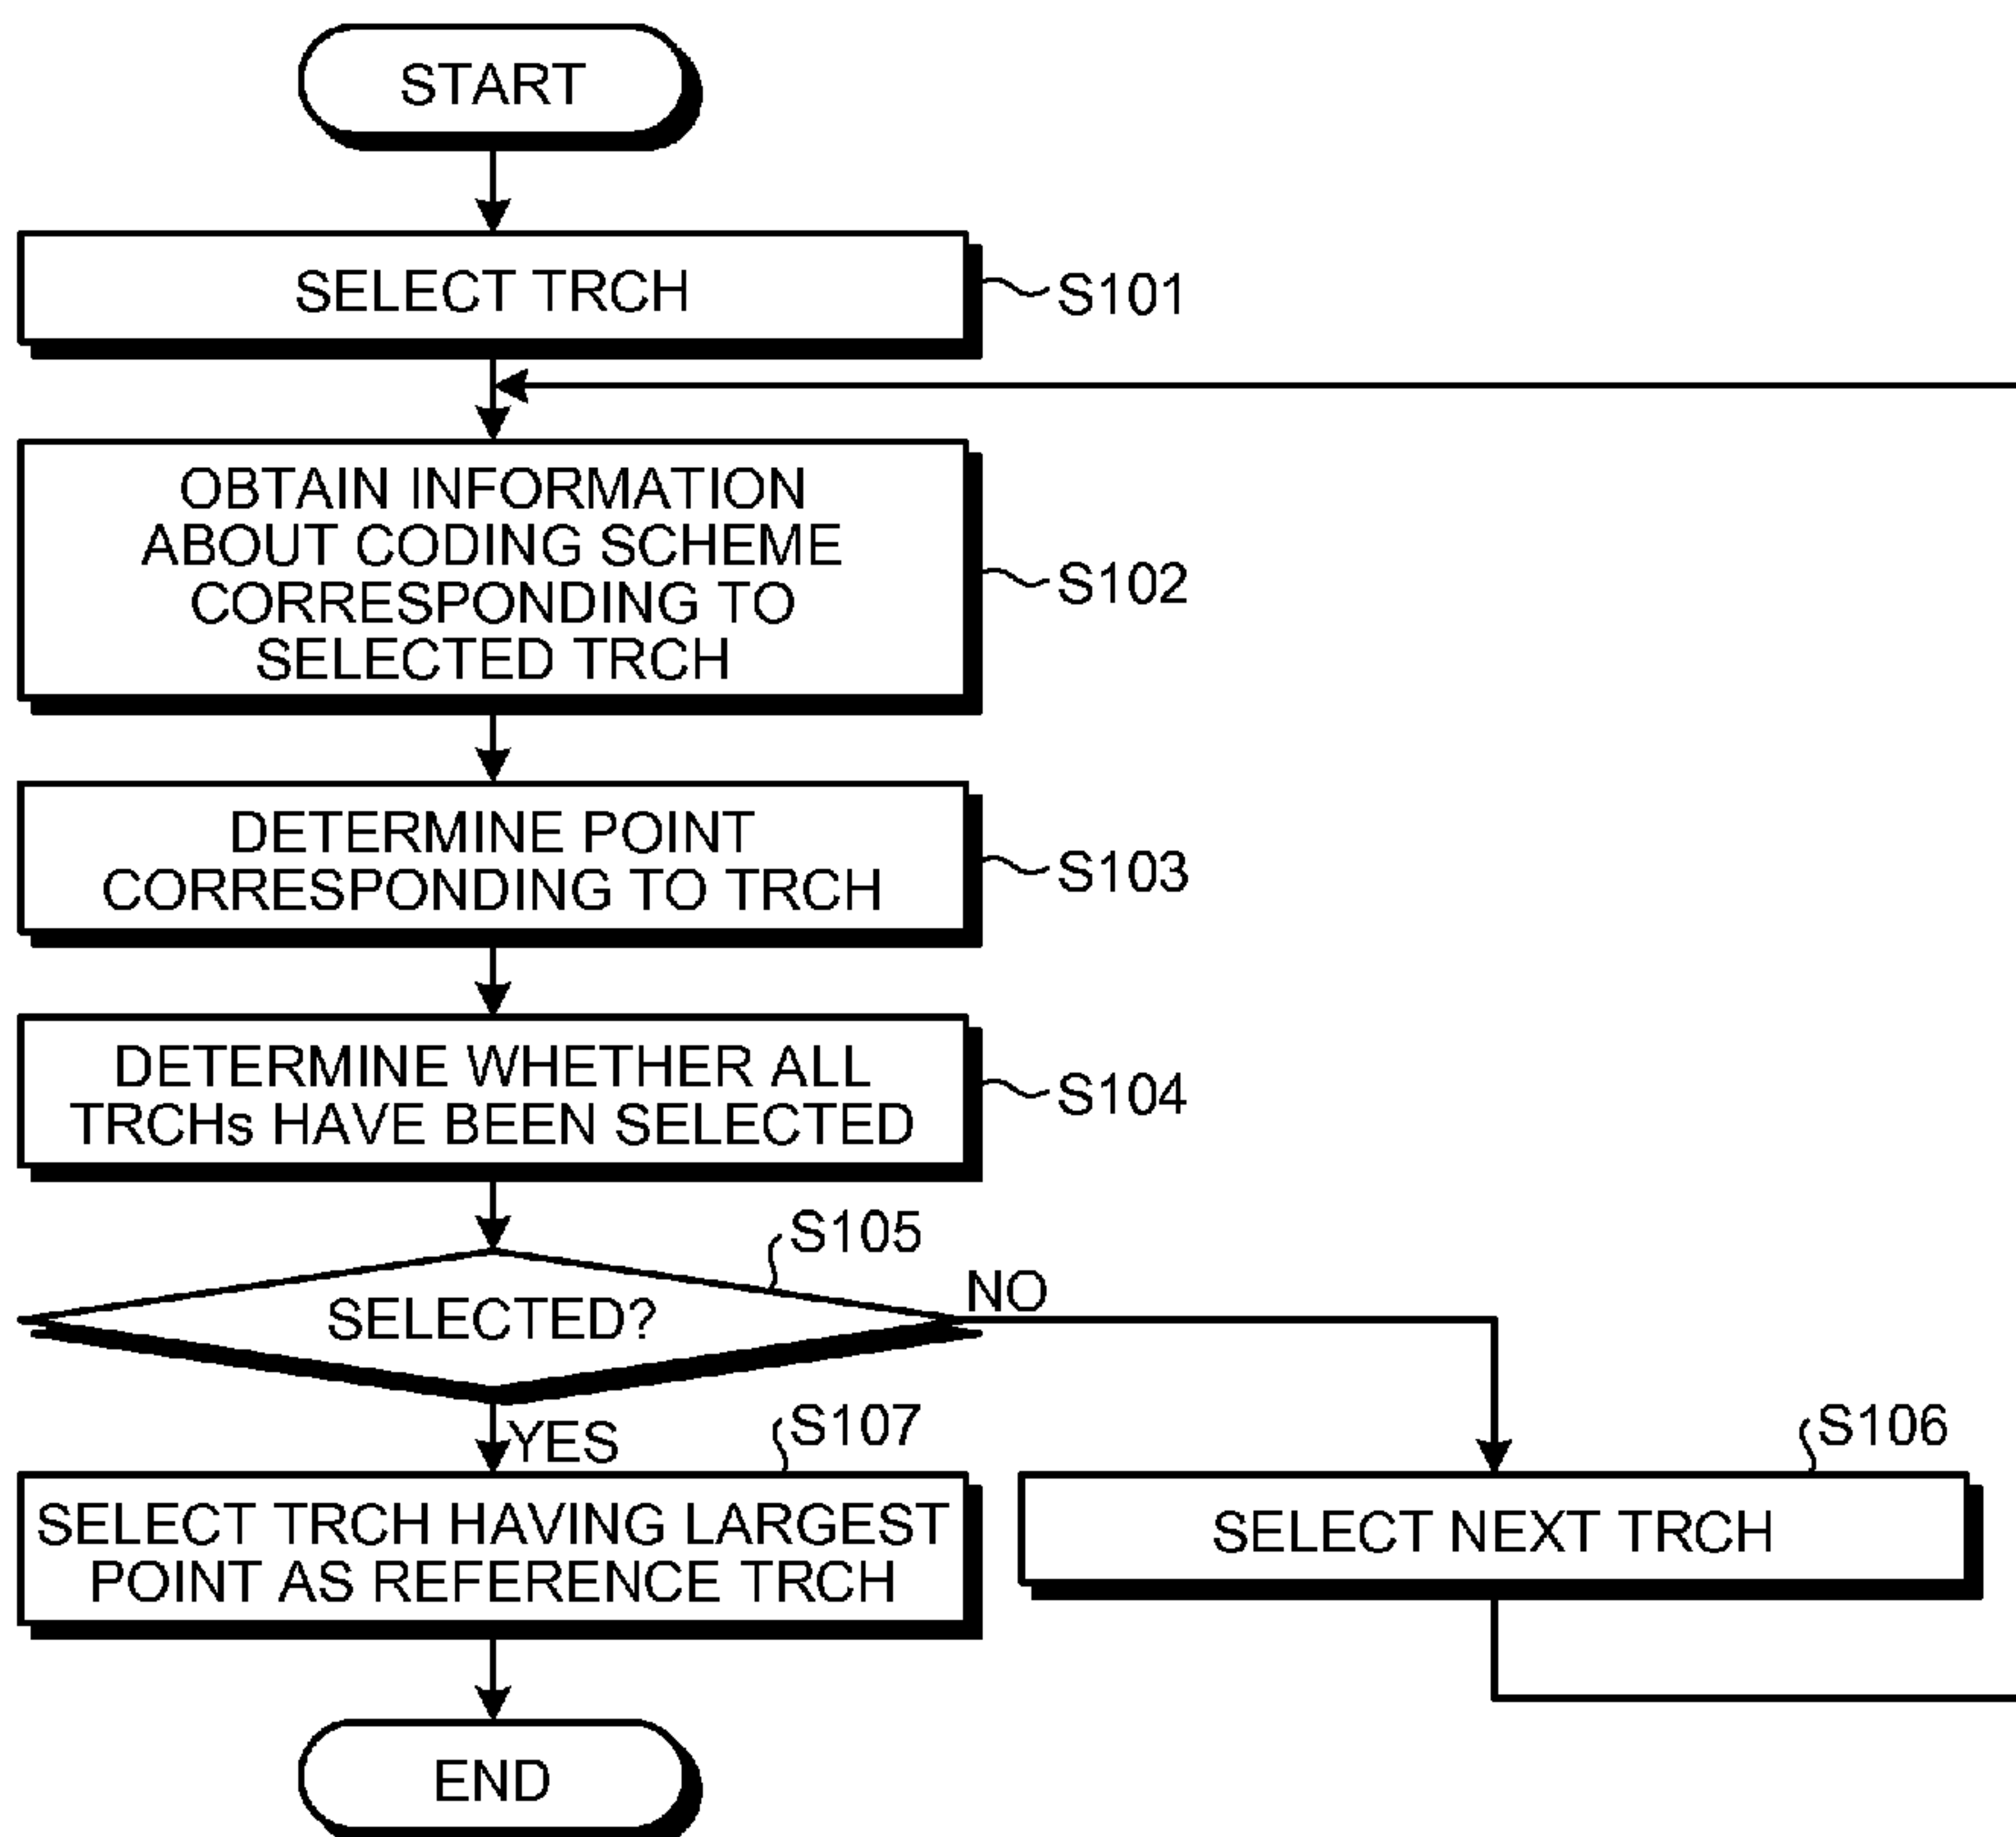 START
SELECT TRCH
S101
OBTAIN INFORMATION
ABOUT CODING SCHEME
CORRESPONDING TO
SELECTED TRCH
S102
DETERMINE POINT
CORRESPONDING TO TRCH
S103
DETERMINE WHETHER ALL
TRCHs HAVE BEEN SELECTED
S104
S105
SELECTED?
NO
YES
S107
SELECT TRCH HAVING LARGEST
POINT AS REFERENCE TRCH
S106
SELECT NEXT TRCH
END